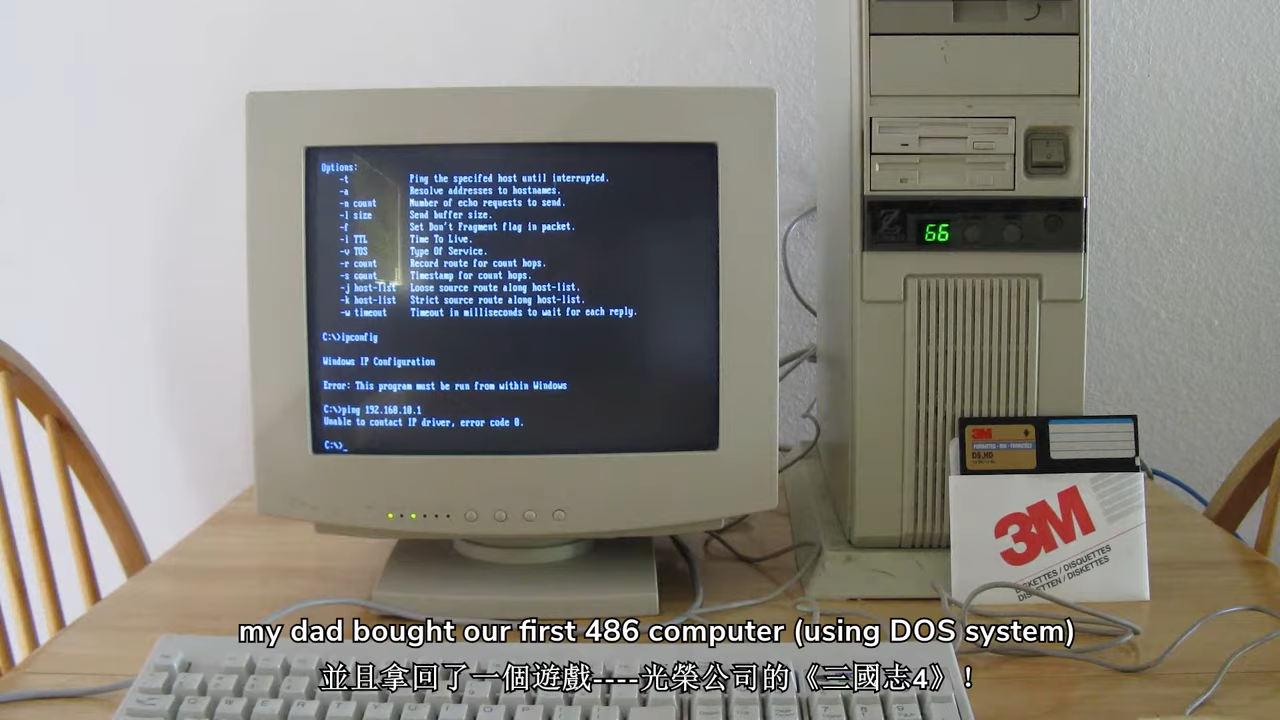 Options:
-t Ping the specifed host until interrupted.
-a Resolve addresses to hostnames.
-n count Number of echo requests to send.
-l size Send buffer size.
-f Set Don't Fragment flag in packet.
-i TTL Time To Live.
-v TOS Type Of Service.
-r count Record route for count hops.
-s count Timestamp for count hops.
-j host-list Loose source route along host-list.
-k host-list Strict source route along host-list.
-w timeout Timeout in milliseconds to wait for each reply.
C:\>ipconfig
Windows IP Configuration
Error: This program must be run from within Windows
C:\>ping 192.168.10.1
Unable to contact IP driver, error code 0.
C:\>_
66
3M
DS,HD
3M
DISKETTES / DISQUETTES
DISKETTEN / DISKETTES
my dad bought our first 486 computer (using DOS system)
並且拿回了一個遊戲----光榮公司的《三國志4》！